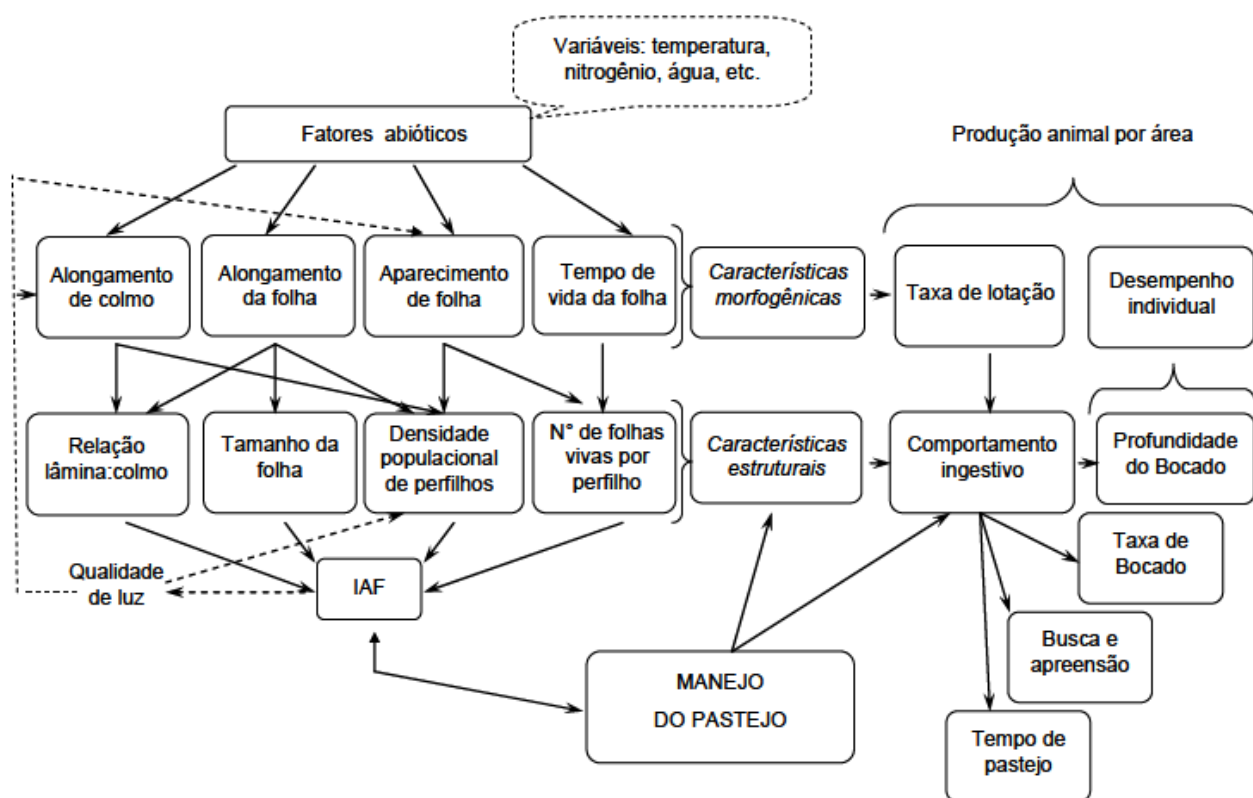 Variáveis: temperatura,
nitrogênio, água, etc.
Fatores abióticos
Produção animal por área
Alongamento
de colmo
Alongamento
da folha
Aparecimento
de folha
Tempo de
vida da folha
Características
morfogênicas
Taxa de lotação
Desempenho
individual
Relação
lâmina:colmo
Tamanho da
folha
Densidade
populacional
de perfilhos
N° de folhas
vivas por
perfilho
Características
estruturais
Comportamento
ingestivo
Profundidade
do Bocado
Qualidade
de luz
IAF
Taxa de
Bocado
Busca e
apreensão
MANEJO
DO PASTEJO
Tempo de
pastejo